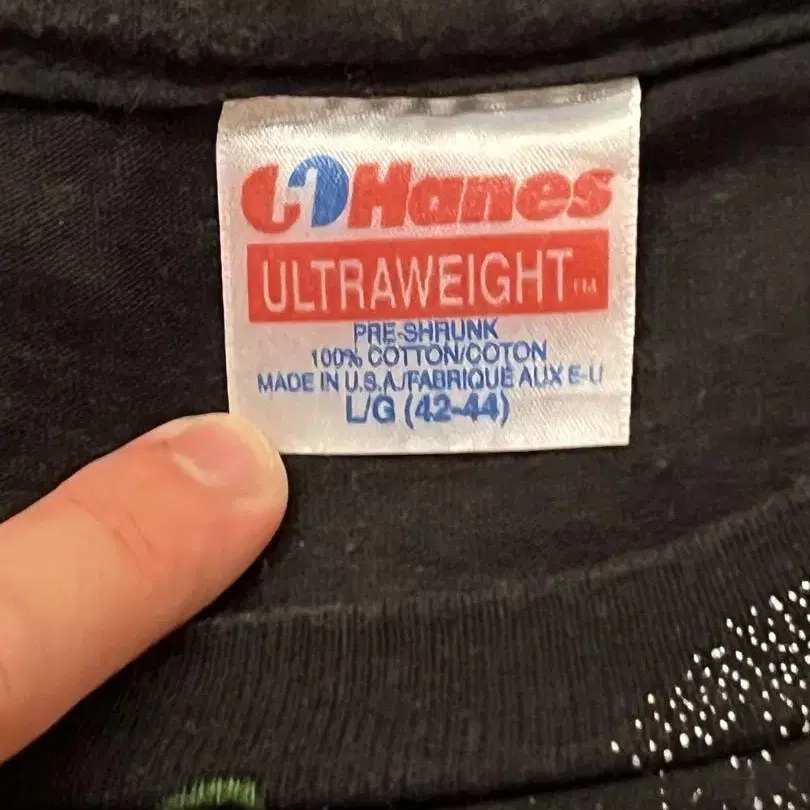 Hanes
ULTRAWEIGHT™
PRE-SHRUNK
100% COTTON/COTON
MADE IN U.S.A./FABRIQUE AUX E-U
L/G (42-44)